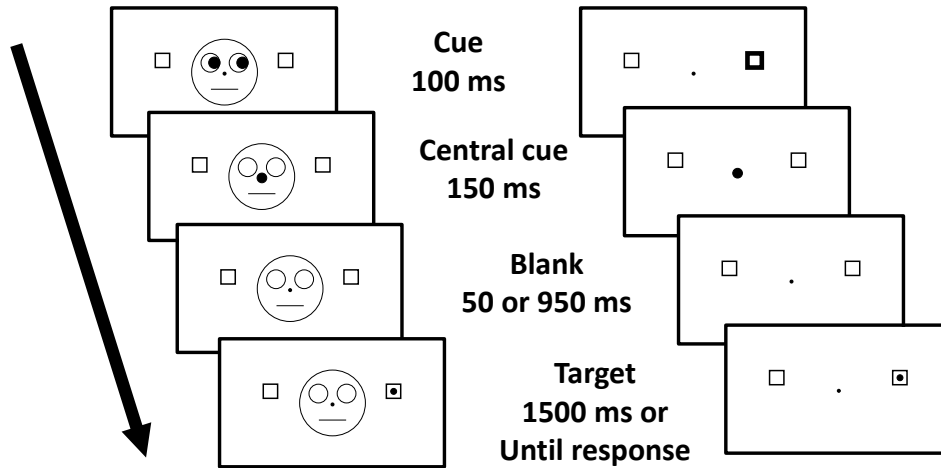 Cue
100 ms
Central cue
150 ms
Blank
50 or 950 ms
Target
1500 ms or
Until response